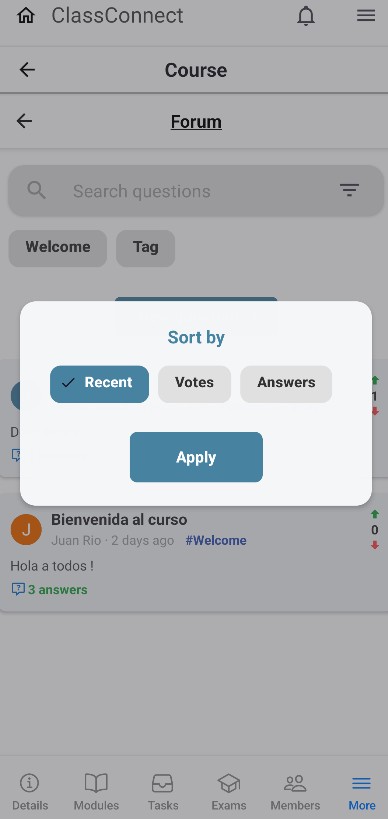 ClassConnect
Course
Forum
Search questions
Welcome
Tag
Sort by
Recent
Votes
Answers
1
D
Apply
Bienvenida al curso
J
Juan Rio · 2 days ago #Welcome
0
Hola a todos !
3 answers
Details
Modules
Tasks
Exams
Members
More